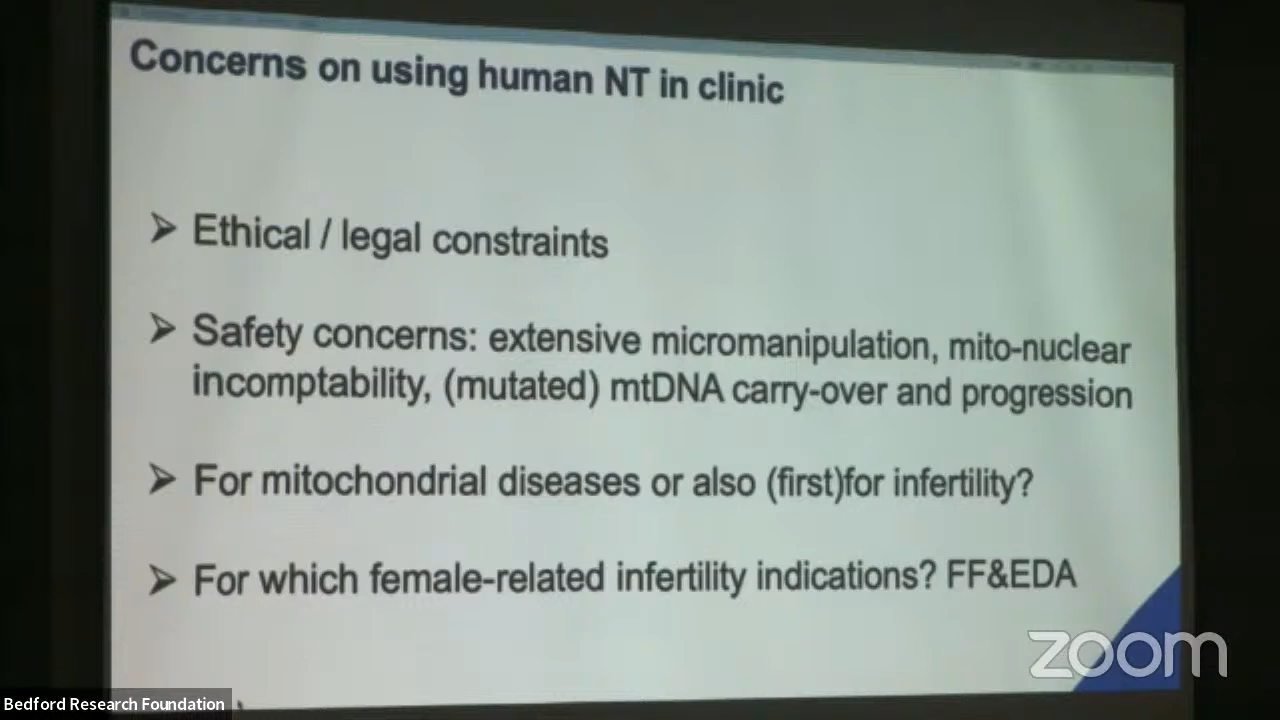 Concerns on using human NT in clinic
➢ Ethical / legal constraints
➢ Safety concerns: extensive micromanipulation, mito-nuclear
incomptability, (mutated) mtDNA carry-over and progression
➢ For mitochondrial diseases or also (first)for infertility?
➢ For which female-related infertility indications? FF&EDA
zoom
Bedford Research Foundation